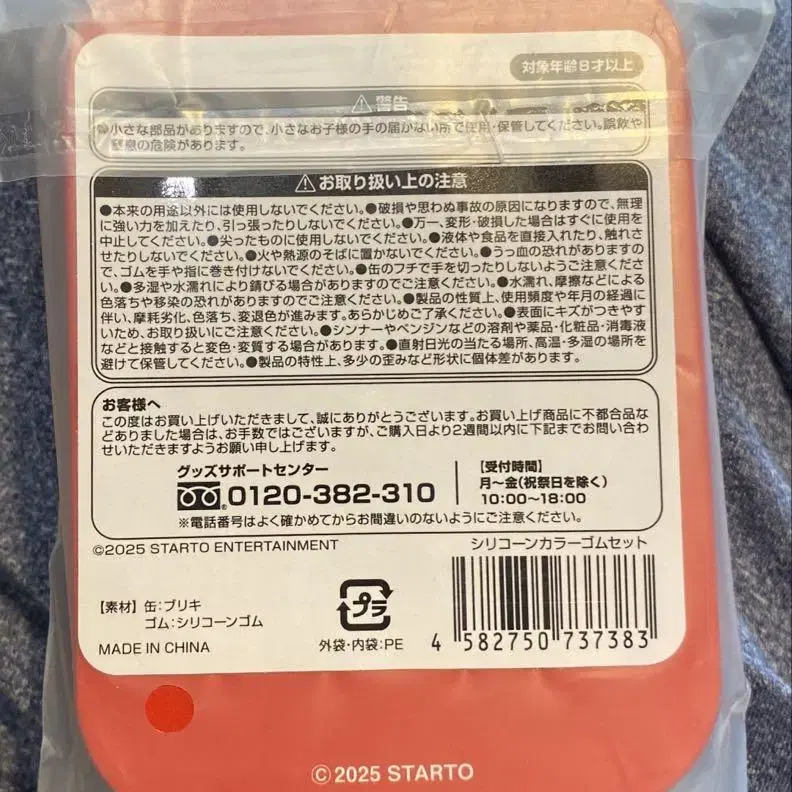 対象年齢8才以上
⚠警告
小さな部品がありますので、小さなお子様の手の届かない所で使用・保管してください。誤飲や
窒息の危険があります。
⚠お取り扱い上の注意
●本来の用途以外には使用しないでください。●破損や思わぬ事故の原因になりますので、無理
に強い力を加えたり、引っ張ったりしないでください。●万一、変形・破損した場合はすぐに使用を
中止してください。●尖ったものに使用しないでください。●液体や食品を直接入れたり、触れさ
せたりしないでください。●火や熱源のそばに置かないでください。●うっ血の恐れがありますの
で、ゴムを手や指に巻き付けないでください。●缶のフチで手を切ったりしないようご注意くださ
い。●多湿や水濡れにより錆びる場合がありますのでご注意ください。●水濡れ、摩擦などによる
色落ちや移染の恐れがありますのでご注意ください。●製品の性質上、使用頻度や年月の経過に
伴い、摩耗劣化、色落ち、変退色が進みます。あらかじめご了承ください。●表面にキズがつきやす
いため、お取り扱いにご注意ください。●シンナーやベンジンなどの溶剤や薬品・化粧品・消毒液
などと接触すると変色・変質する場合があります。●直射日光の当たる場所、高温・多湿の場所を
避けて保管してください。●製品の特性上、多少の歪みなど形状に個体差があります。
お客様へ
この度はお買い上げいただきまして、誠にありがとうございます。お買い上げ商品に不都合品な
どありました場合は、お手数ではございますが、ご購入日より2週間以内に下記までお問い合わ
せいただきますようお願い申し上げます。
グッズサポートセンター
0120-382-310
【受付時間】
月〜金(祝祭日を除く)
10:00〜18:00
※電話番号はよく確かめてからお間違いのないようにご注意ください。
©2025 STARTO ENTERTAINMENT
シリコーンカラーゴムセット
【素材】缶:ブリキ
ゴム:シリコーンゴム
MADE IN CHINA
プラ
外袋・内袋:PE
4 582750 737383
©2025 STARTO